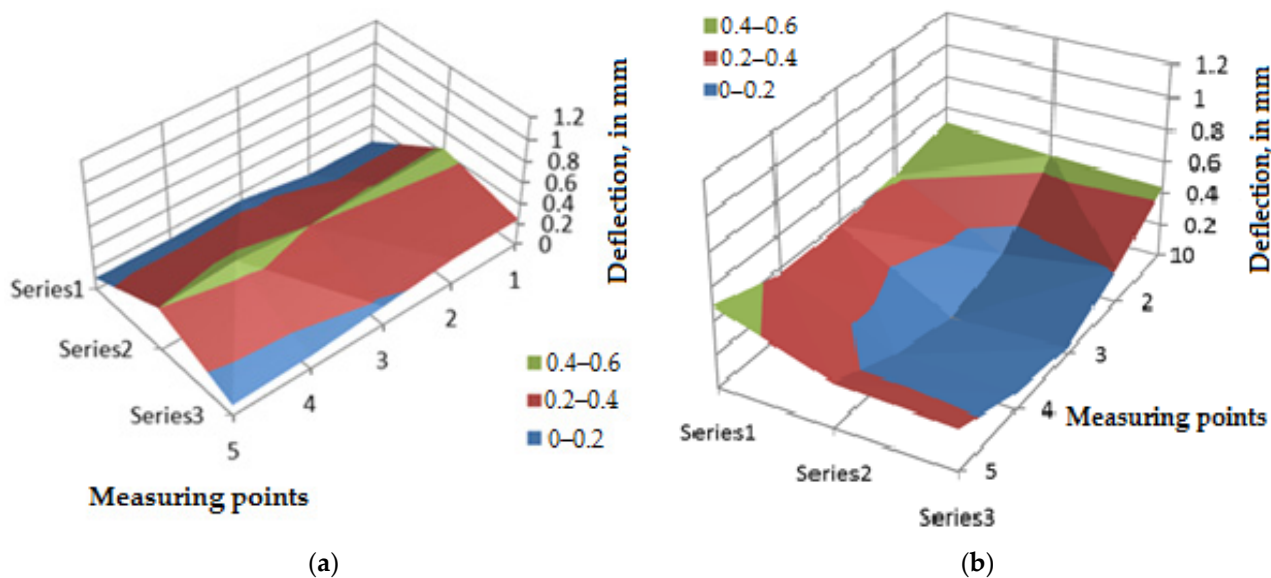 1.2
1
0.8
0.6
0.4
0.2
0
Deflection, in mm
Series1
Series2
Series3
1
2
3
4
5
Measuring points
0.4–0.6
0.2–0.4
0–0.2
(a)
0.4–0.6
0.2–0.4
0–0.2
1.2
1
0.8
0.6
0.4
0.2
10
Deflection, in mm
2
3
4
5
Measuring points
Series1
Series2
Series3
(b)